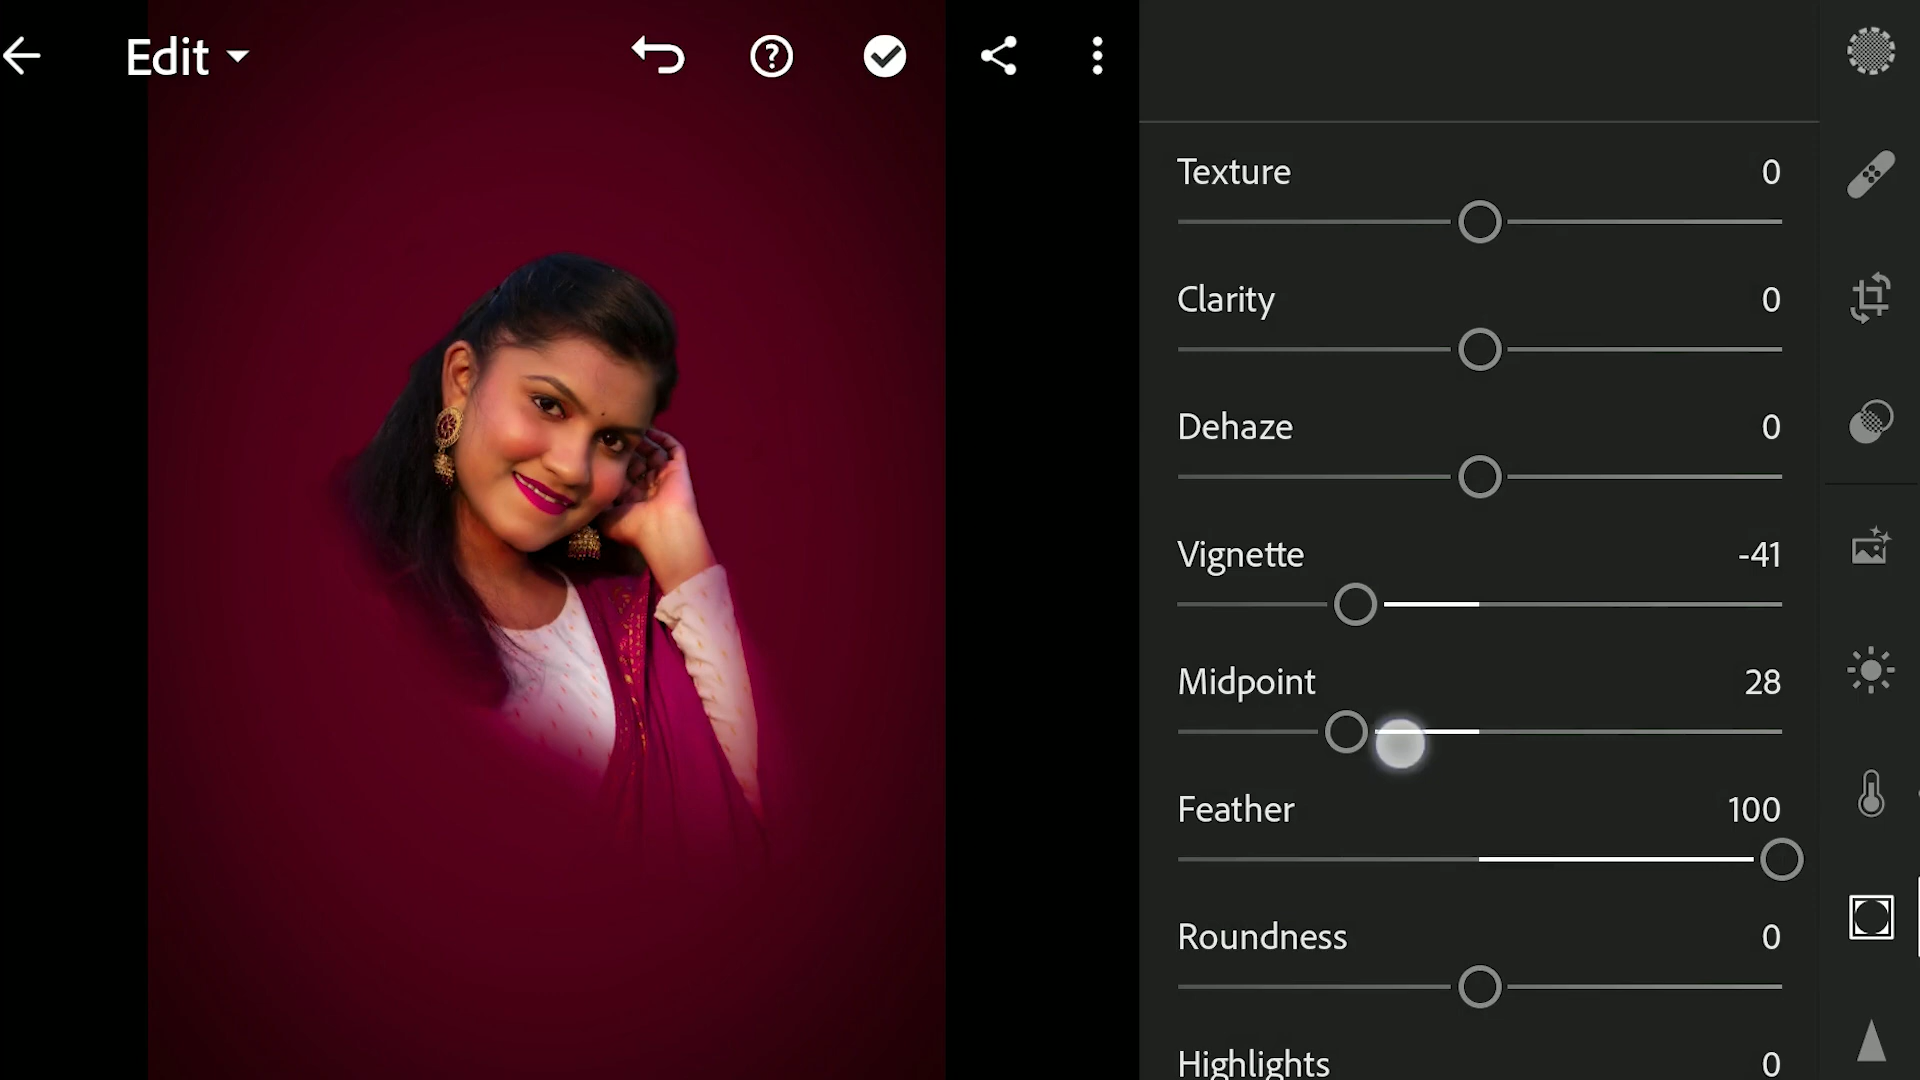 Edit
Texture 0
Clarity 0
Dehaze 0
Vignette -41
Midpoint 28
Feather 100
Roundness 0
Highlights 0